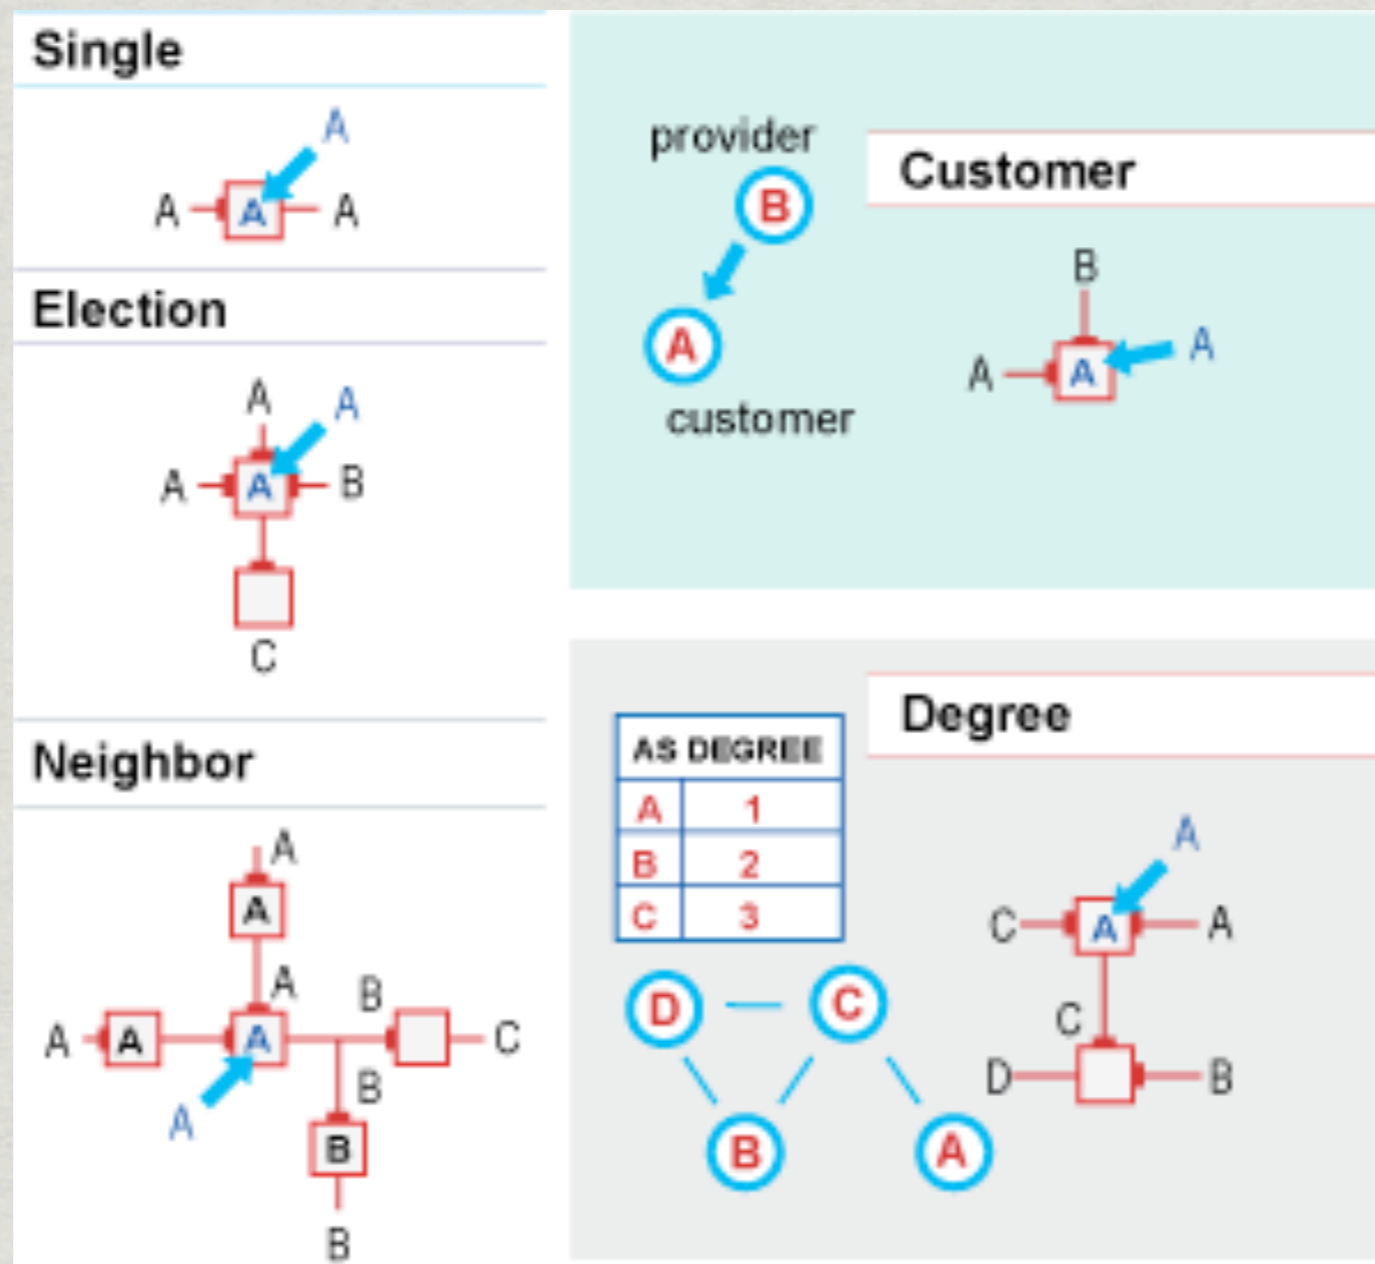 Single
A
A A A
Election
A A
A A B
C
Neighbor
A
A
A B
A A A C
B
A
B
B
provider
B
A
customer
Customer
B
A
A A
Degree
AS DEGREE
A 1
B 2
C 3
D C
B A
A
C A A
C
D B